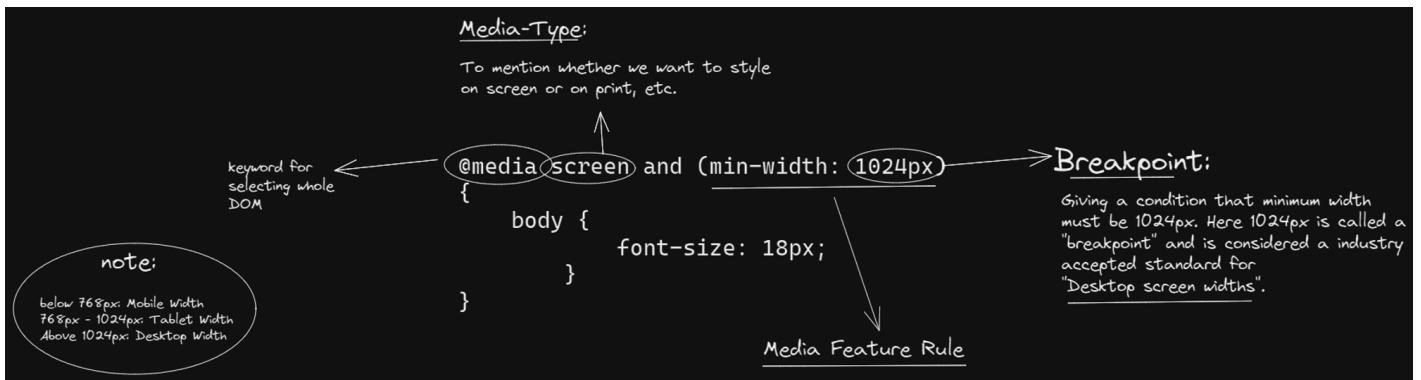 Media-Type:
To mention whether we want to style
on screen or on print, etc.
keyword for
selecting whole
DOM
@media screen and (min-width: 1024px)
{
body {
font-size: 18px;
}
}
Breakpoint:
Giving a condition that minimum width
must be 1024px. Here 1024px is called a
"breakpoint" and is considered a industry
accepted standard for
"Desktop screen widths".
note:
below 768px: Mobile Width
768px - 1024px: Tablet Width
Above 1024px: Desktop Width
Media Feature Rule